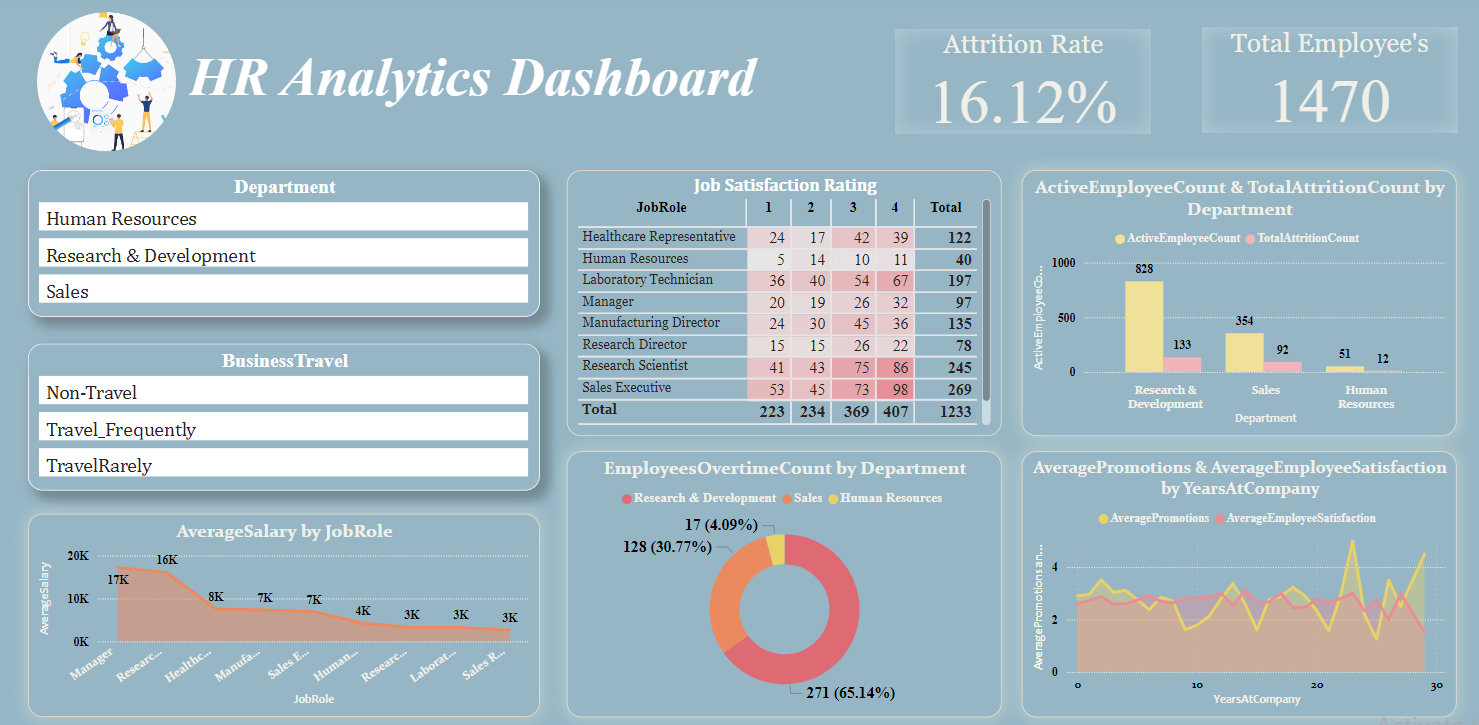 HR Analytics Dashboard
Attrition Rate
16.12%
Total Employee's
1470
Department
Human Resources
Research & Development
Sales
BusinessTravel
Non-Travel
Travel_Frequently
TravelRarely
AverageSalary by JobRole
AverageSalary
20K
10K
0K
17K
16K
8K
7K
7K
4K
3K
3K
3K
Manager
Researc...
Healthc...
Manufa...
Sales E...
Human...
Researc...
Laborat...
Sales R...
JobRole
Job Satisfaction Rating
JobRole 1 2 3 4 Total
Healthcare Representative 24 17 42 39 122
Human Resources 5 14 10 11 40
Laboratory Technician 36 40 54 67 197
Manager 20 19 26 32 97
Manufacturing Director 24 30 45 36 135
Research Director 15 15 26 22 78
Research Scientist 41 43 75 86 245
Sales Executive 53 45 73 98 269
Total 223 234 369 407 1233
EmployeesOvertimeCount by Department
Research & Development Sales Human Resources
17 (4.09%)
128 (30.77%)
271 (65.14%)
ActiveEmployeeCount & TotalAttritionCount by
Department
ActiveEmployeeCount TotalAttritionCount
ActiveEmployeeCo...
1000
500
0
828
133
354
92
51
12
Research &
Development
Sales
Human
Resources
Department
AveragePromotions & AverageEmployeeSatisfaction
by YearsAtCompany
AveragePromotions AverageEmployeeSatisfaction
AveragePromotions an...
4
2
0
0 10 20 30
YearsAtCompany